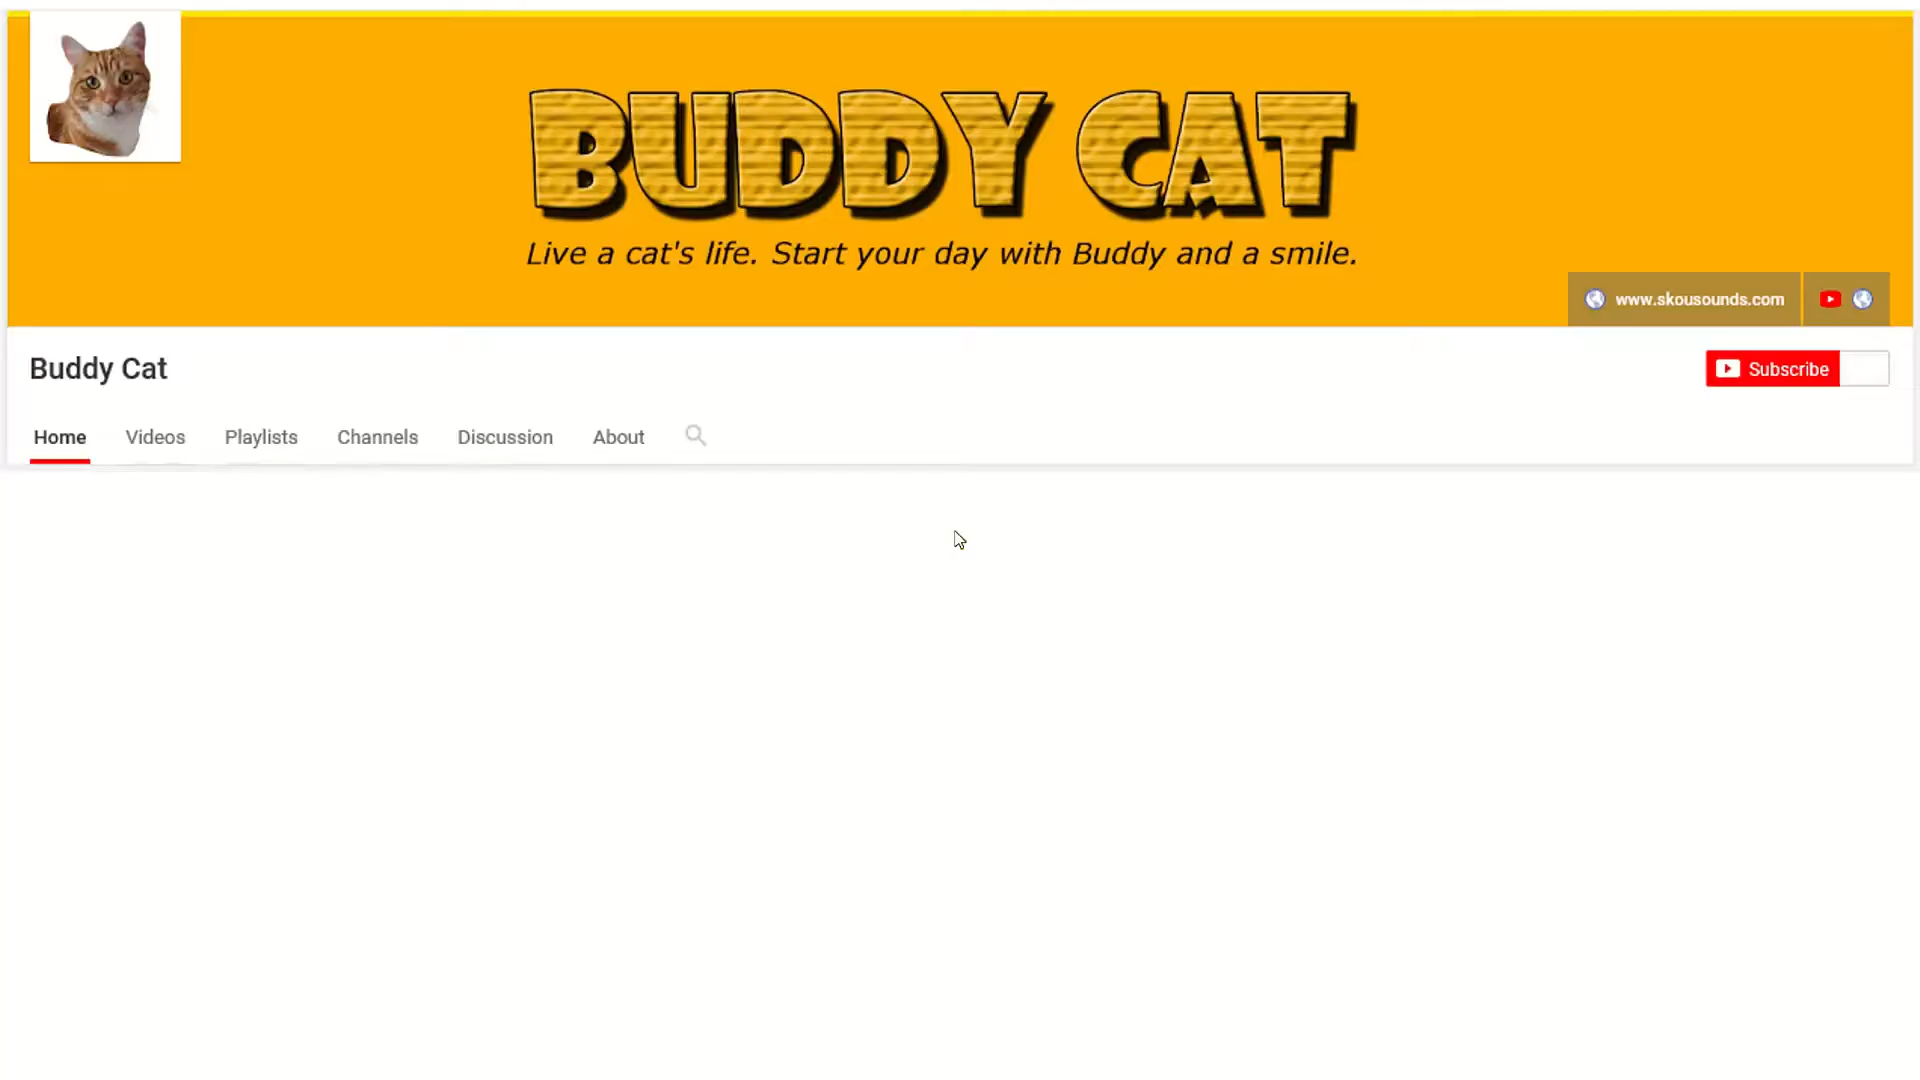 BUDDY CAT
Live a cat's life. Start your day with Buddy and a smile.
www.skousounds.com
Buddy Cat
Subscribe
Home Videos Playlists Channels Discussion About